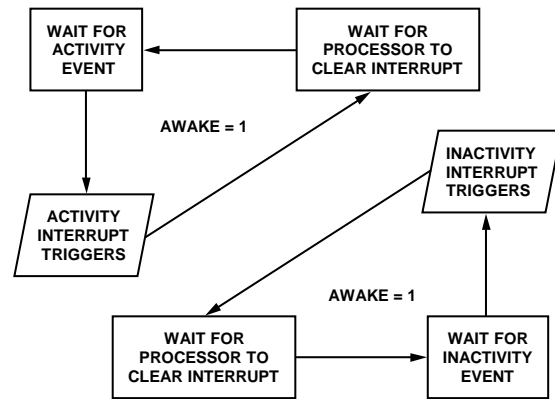 WAIT FOR
ACTIVITY
EVENT
WAIT FOR
PROCESSOR TO
CLEAR INTERRUPT
AWAKE = 1
ACTIVITY
INTERRUPT
TRIGGERS
INACTIVITY
INTERRUPT
TRIGGERS
AWAKE = 1
WAIT FOR
PROCESSOR TO
CLEAR INTERRUPT
WAIT FOR
INACTIVITY
EVENT